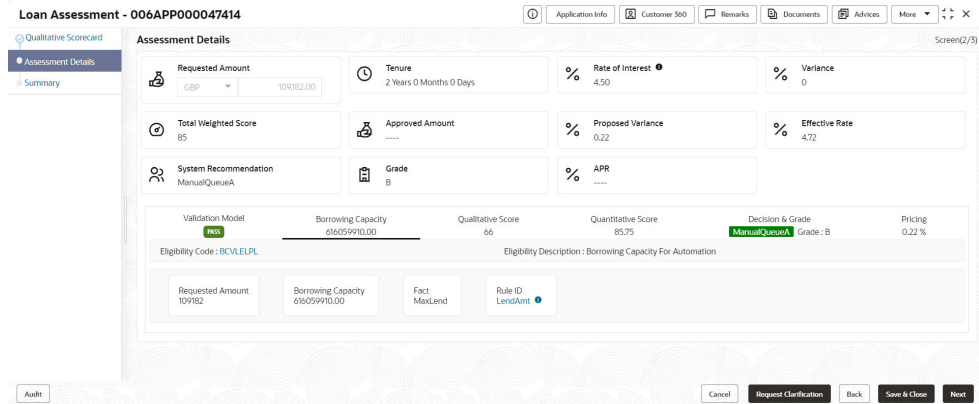 Loan Assessment - 006APP000047414
Application Info
Customer 360
Remarks
Documents
Advices
More
Qualitative Scorecard
Assessment Details
Summary
Assessment Details
Screen(2/3)
Requested Amount
GBP 109,182.00
Tenure
2 Years 0 Months 0 Days
Rate of Interest
4.50
Variance
0
Total Weighted Score
85
Approved Amount
----
Proposed Variance
0.22
Effective Rate
4.72
System Recommendation
ManualQueueA
Grade
B
APR
----
Validation Model
PASS
Borrowing Capacity
616059910.00
Qualitative Score
66
Quantitative Score
85.75
Decision & Grade
ManualQueueA Grade : B
Pricing
0.22 %
Eligibility Code : BCVLELPL
Eligibility Description : Borrowing Capacity For Automation
Requested Amount
109182
Borrowing Capacity
616059910.00
Fact
MaxLend
Rule ID
LendAmt
Audit
Cancel
Request Clarification
Back
Save & Close
Next